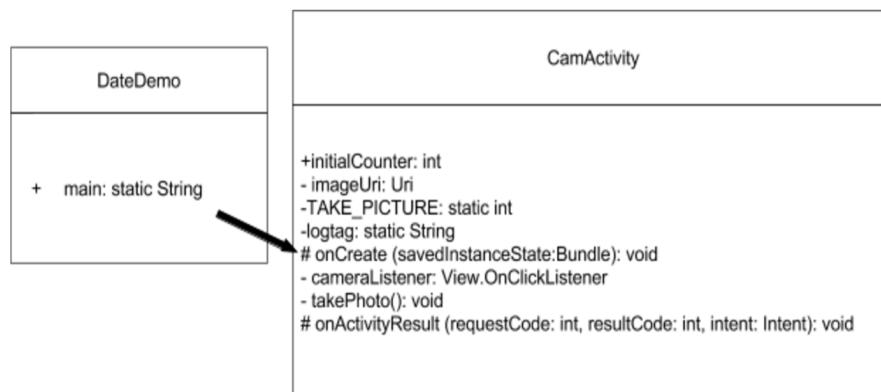 DateDemo
+ main: static String
CamActivity
+initialCounter: int
- imageUri: Uri
-TAKE_PICTURE: static int
-logtag: static String
# onCreate (savedInstanceState:Bundle): void
- cameraListener: View.OnClickListener
- takePhoto(): void
# onActivityResult (requestCode: int, resultCode: int, intent: Intent): void